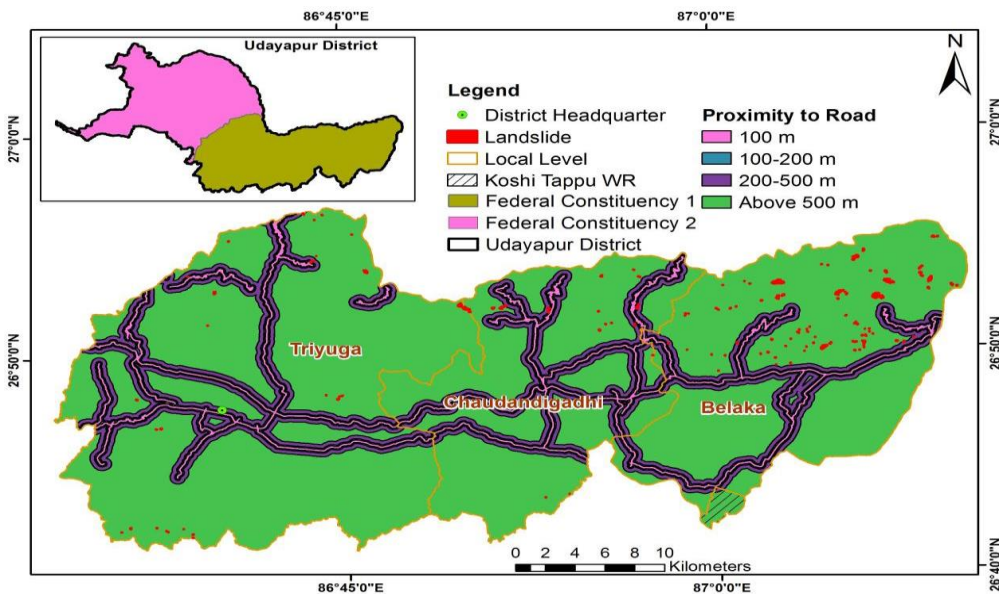 86°45'0"E
87°0'0"E
Udayapur District
N
27°0'0"N
27°0'0"N
Legend
District Headquarter
Landslide
Local Level
Koshi Tappu WR
Federal Constituency 1
Federal Constituency 2
Udayapur District
Proximity to Road
100 m
100-200 m
200-500 m
Above 500 m
26°50'0"N
26°50'0"N
Triyuga
Chaudandigadhi
Belaka
0 2 4 6 8 10
Kilometers
26°40'0"N
86°45'0"E
87°0'0"E